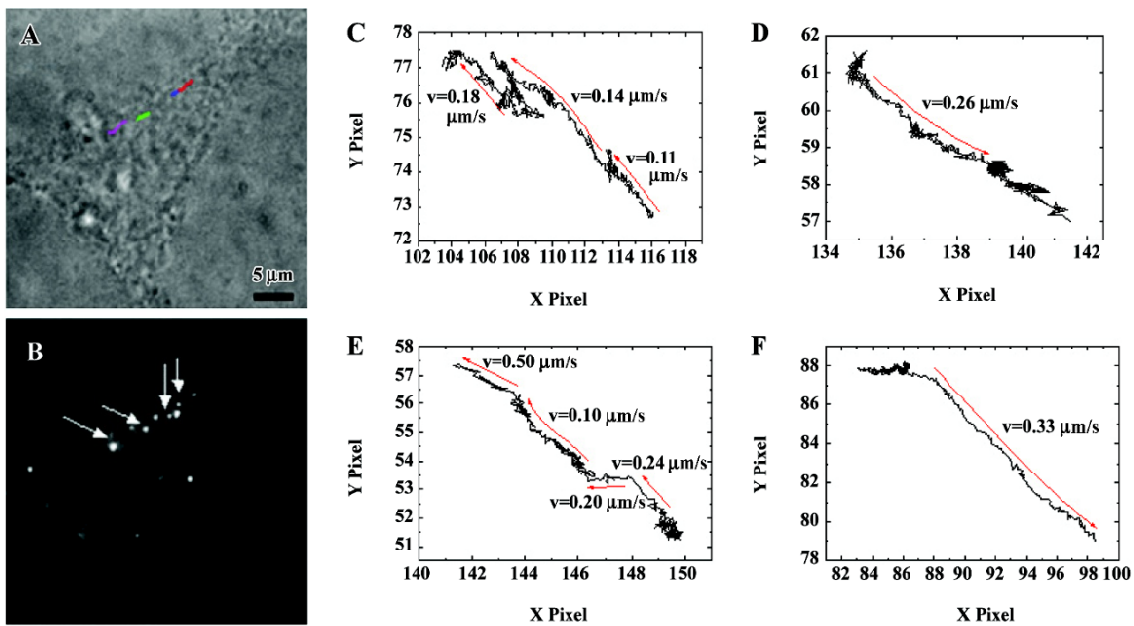 A
5 μm
B
C
Y Pixel
78
77
76
74
73
72
v=0.18
μm/s
v=0.14 μm/s
v=0.11
μm/s
102 104 106 108 110 112 114 116 118
X Pixel
D
Y Pixel
62
61
59
58
57
v=0.26 μm/s
134 136 138 140 142
X Pixel
E
Y Pixel
58
57
56
55
54
53
52
51
v=0.50 μm/s
v=0.10 μm/s
v=0.24 μm/s
v=0.20 μm/s
140 142 144 146 148 150
X Pixel
F
Y Pixel
88
86
84
82
80
78
v=0.33 μm/s
82 84 86 88 90 92 94 96 98 100
X Pixel